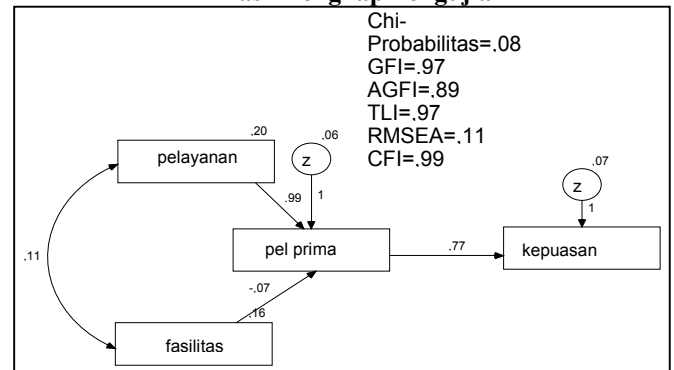 Chi-
Probabilitas=,08
GFI=,97
AGFI=,89
TLI=,97
RMSEA=,11
CFI=,99
,20
pelayanan
,06
z
,99
1
,07
z
1
,11
pel prima
,77
kepuasan
-,07
,16
fasilitas